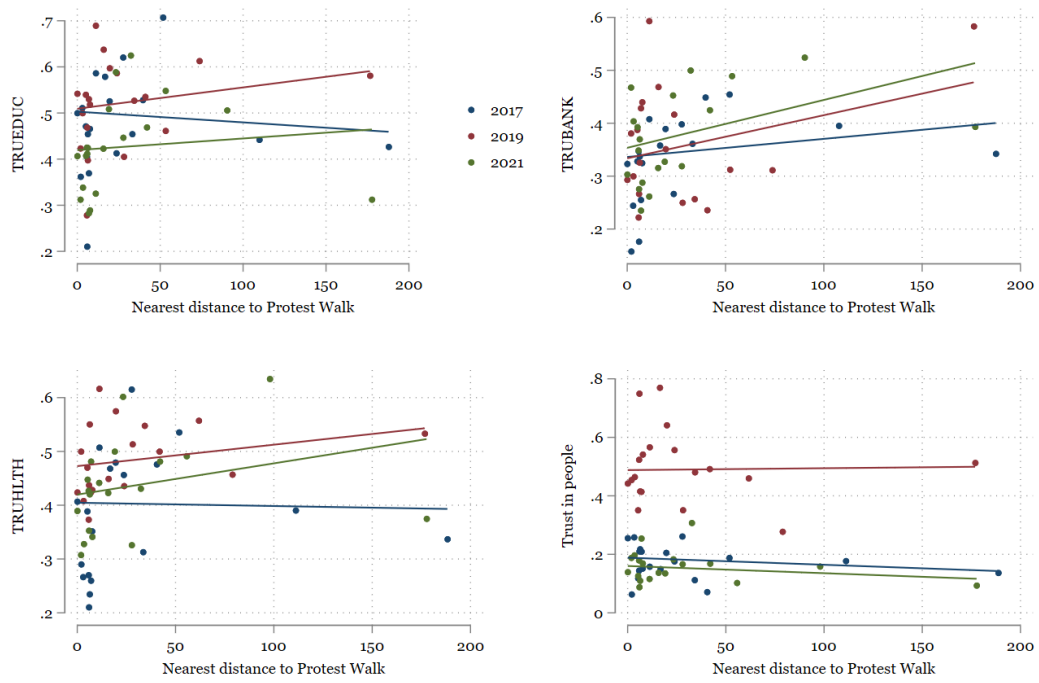 TRUEDUC
.7
.6
.5
.4
.3
.2
0 50 100 150 200
Nearest distance to Protest Walk
2017
2019
2021
TRUBANK
.6
.5
.4
.3
.2
0 50 100 150 200
Nearest distance to Protest Walk
TRUHLTH
.6
.5
.4
.3
.2
0 50 100 150 200
Nearest distance to Protest Walk
Trust in people
.8
.6
.4
.2
0
0 50 100 150 200
Nearest distance to Protest Walk